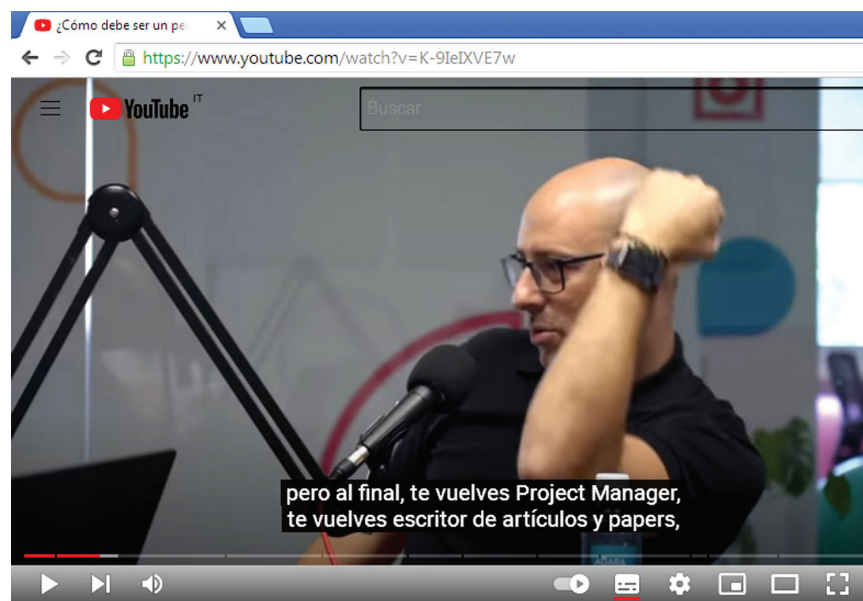 ¿Cómo debe ser un pe
https://www.youtube.com/watch?v=K-9IeIXVE7w
YouTube IT
Buscar
pero al final, te vuelves Project Manager,
te vuelves escritor de artículos y papers,